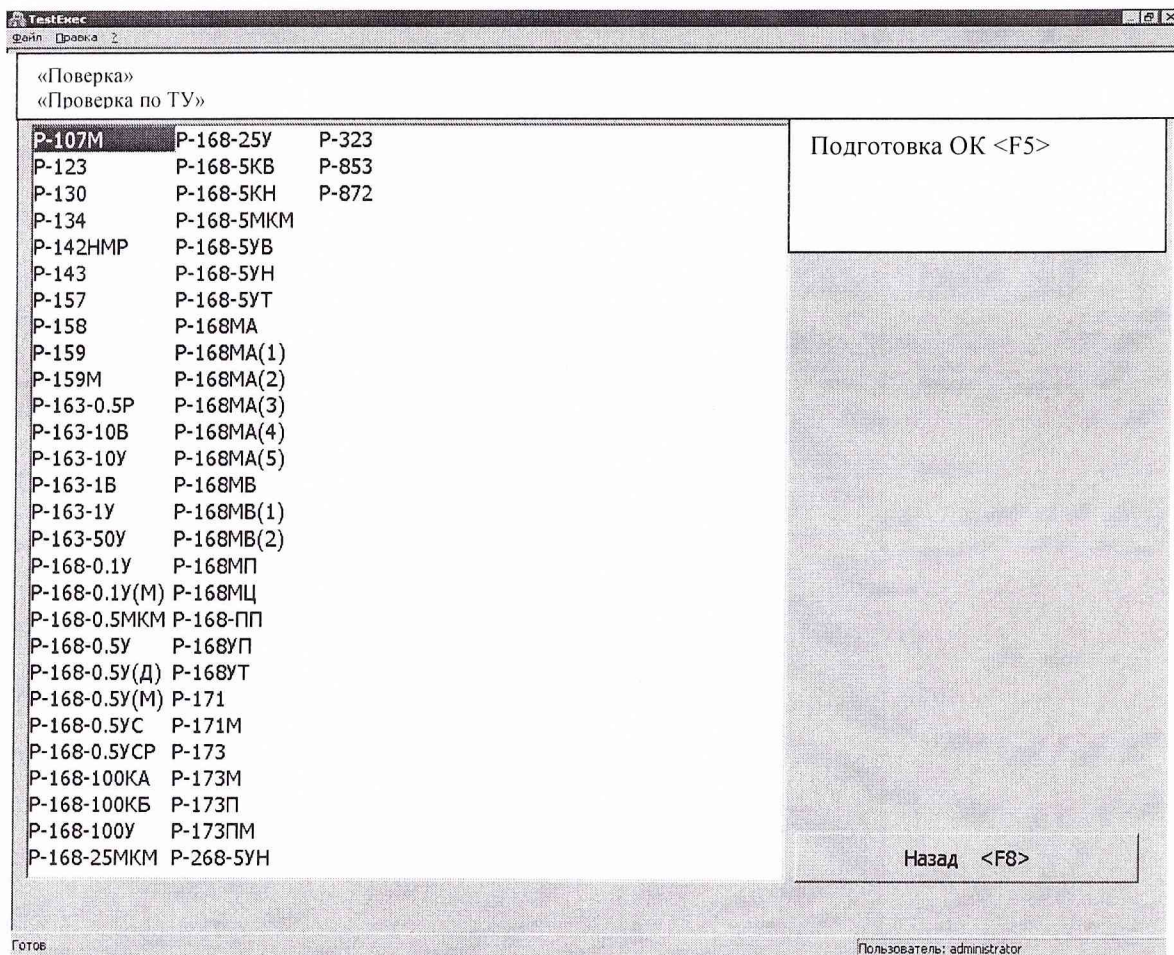 TestExec
Файл Правка ?
«Поверка»
«Проверка по ТУ»
Р-107М
Р-123
Р-130
Р-134
Р-142НМР
Р-143
Р-157
Р-158
Р-159
Р-159М
Р-163-0.5Р
Р-163-10В
Р-163-10У
Р-163-1В
Р-163-1У
Р-163-50У
Р-168-0.1У
Р-168-0.1У(М)
Р-168-0.5МКМ
Р-168-0.5У
Р-168-0.5У(Д)
Р-168-0.5У(М)
Р-168-0.5УС
Р-168-0.5УСР
Р-168-100КА
Р-168-100КБ
Р-168-100У
Р-168-25МКМ
Р-168-25У
Р-168-5КВ
Р-168-5КН
Р-168-5МКМ
Р-168-5УВ
Р-168-5УН
Р-168-5УТ
Р-168МА
Р-168МА(1)
Р-168МА(2)
Р-168МА(3)
Р-168МА(4)
Р-168МА(5)
Р-168МВ
Р-168МВ(1)
Р-168МВ(2)
Р-168МП
Р-168МЦ
Р-168-ПП
Р-168УП
Р-168УТ
Р-171
Р-171М
Р-173
Р-173М
Р-173П
Р-173ПМ
Р-268-5УН
Р-323
Р-853
Р-872
Подготовка ОК <F5>
Назад <F8>
Готов
Пользователь: administrator